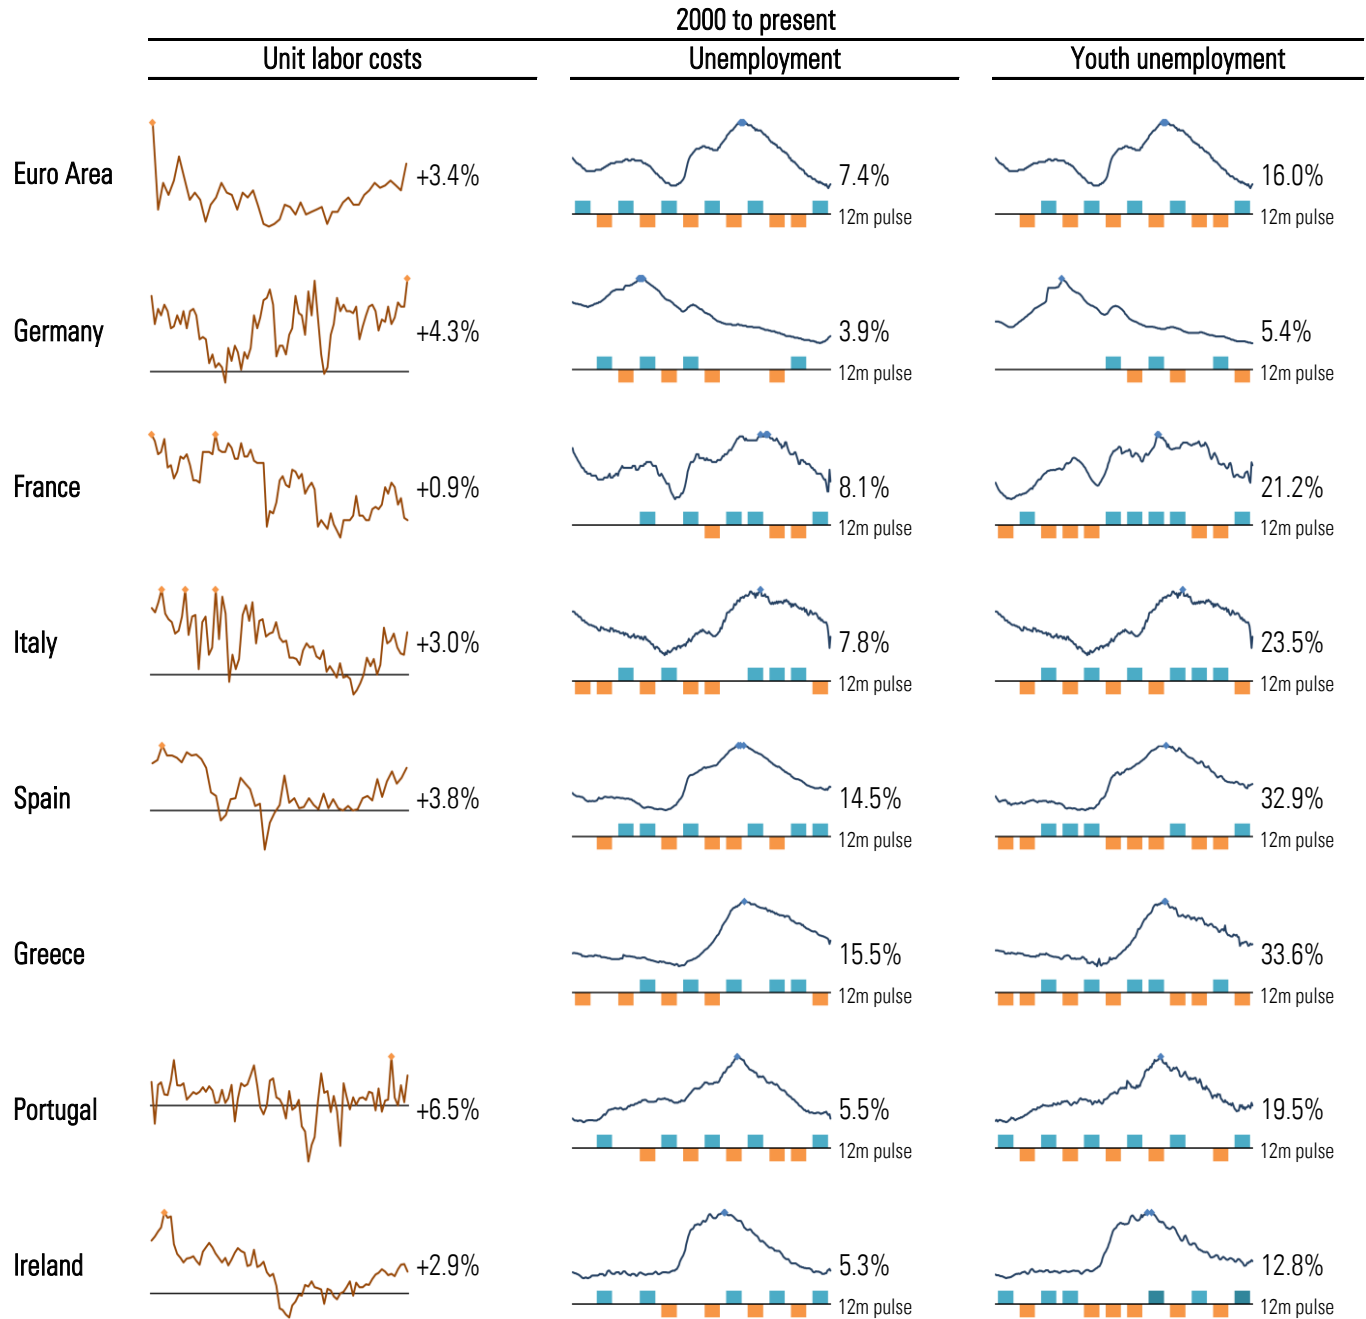 2000 to present
Unit labor costs Unemployment Youth unemployment
Euro Area +3.4% 7.4% 16.0%
12m pulse 12m pulse
Germany +4.3% 3.9% 5.4%
12m pulse 12m pulse
France +0.9% 8.1% 21.2%
12m pulse 12m pulse
Italy +3.0% 7.8% 23.5%
12m pulse 12m pulse
Spain +3.8% 14.5% 32.9%
12m pulse 12m pulse
Greece 15.5% 33.6%
12m pulse 12m pulse
Portugal +6.5% 5.5% 19.5%
12m pulse 12m pulse
Ireland +2.9% 5.3% 12.8%
12m pulse 12m pulse